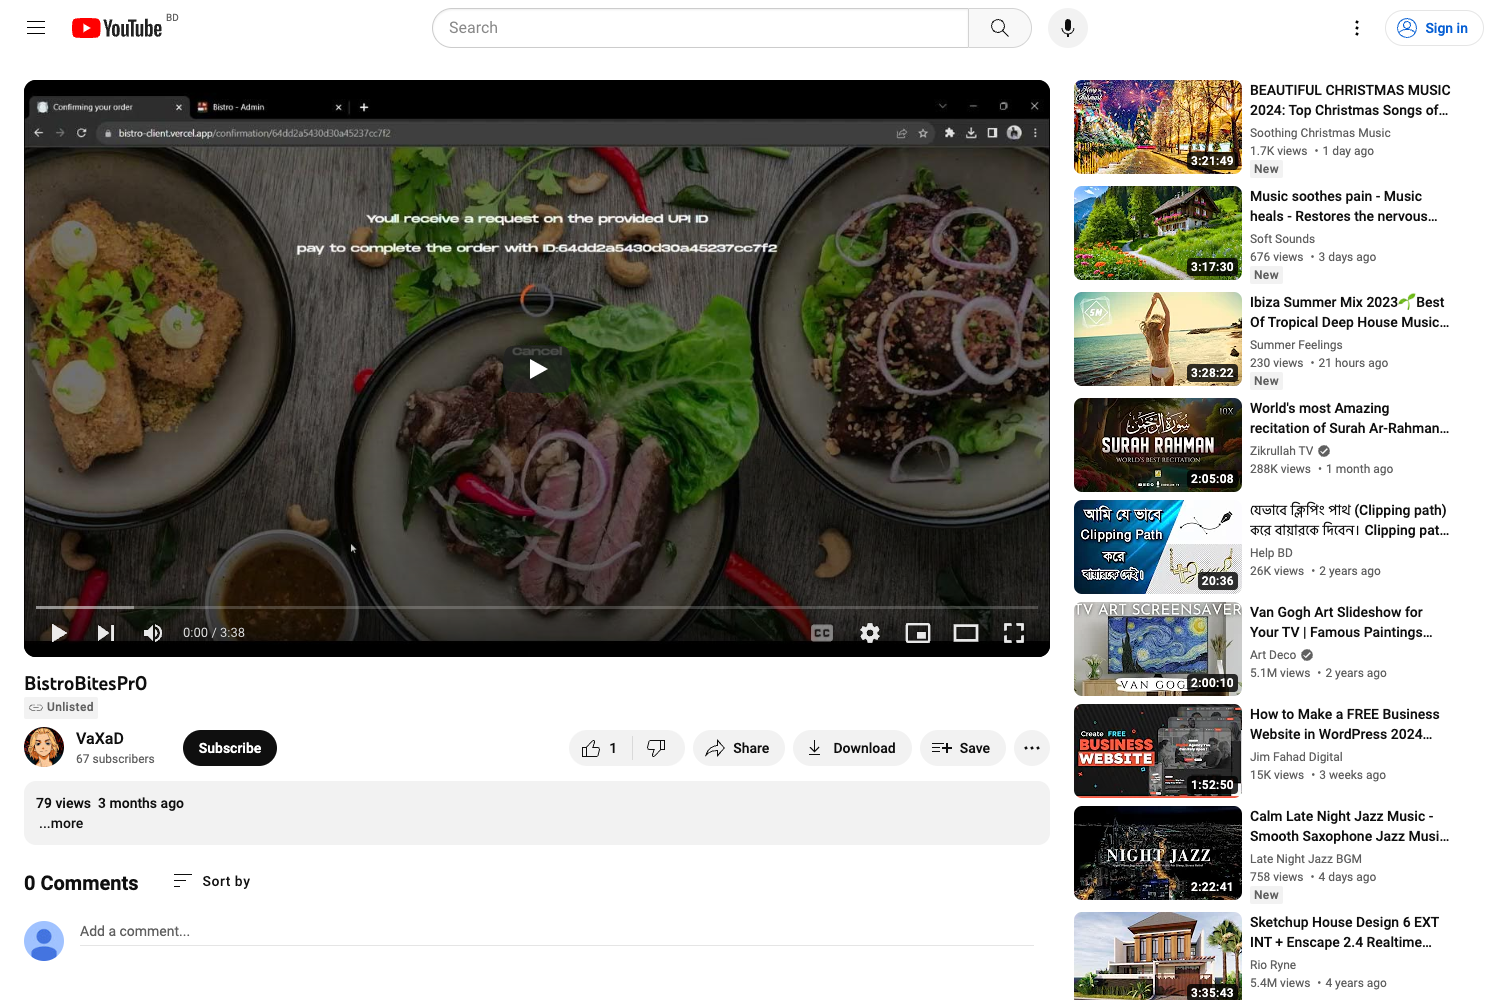 YouTube BD
Search
Sign in
Confirming your order
Bistro - Admin
bistro-client.vercel.app/confirmation/64dd2a5430d30a45237cc7f2
Youll receive a request on the provided UPI ID
pay to complete the order with ID:64dd2a5430d30a45237cc7f2
Cancel
0:00 / 3:38
CC
BistroBitesPrO
Unlisted
VaXaD
67 subscribers
Subscribe
1
Share
Download
Save
79 views 3 months ago
...more
0 Comments
Sort by
Add a comment...
3:21:49
BEAUTIFUL CHRISTMAS MUSIC
2024: Top Christmas Songs of...
Soothing Christmas Music
1.7K views • 1 day ago
New
3:17:30
Music soothes pain - Music
heals - Restores the nervous...
Soft Sounds
676 views • 3 days ago
New
SM
3:28:22
Ibiza Summer Mix 2023🌱Best
Of Tropical Deep House Music...
Summer Feelings
230 views • 21 hours ago
New
10X
SURAH RAHMAN
WORLD'S BEST RECITATION
2:05:08
World's most Amazing
recitation of Surah Ar-Rahman...
Zikrullah TV
288K views • 1 month ago
আমি যে ভাবে
Clipping Path
করে
বায়ারকে দেই।
20:36
যেভাবে ক্লিপিং পাথ (Clipping path)
করে বায়ারকে দিবেন। Clipping pat...
Help BD
26K views • 2 years ago
TV ART SCREENSAVER
VAN GOG
2:00:10
Van Gogh Art Slideshow for
Your TV | Famous Paintings...
Art Deco
5.1M views • 2 years ago
Create FREE
BUSINESS
WEBSITE
1:52:50
How to Make a FREE Business
Website in WordPress 2024...
Jim Fahad Digital
15K views • 3 weeks ago
NIGHT JAZZ
2:22:41
Calm Late Night Jazz Music -
Smooth Saxophone Jazz Musi...
Late Night Jazz BGM
758 views • 4 days ago
New
3:35:43
Sketchup House Design 6 EXT
INT + Enscape 2.4 Realtime...
Rio Ryne
5.4M views • 4 years ago